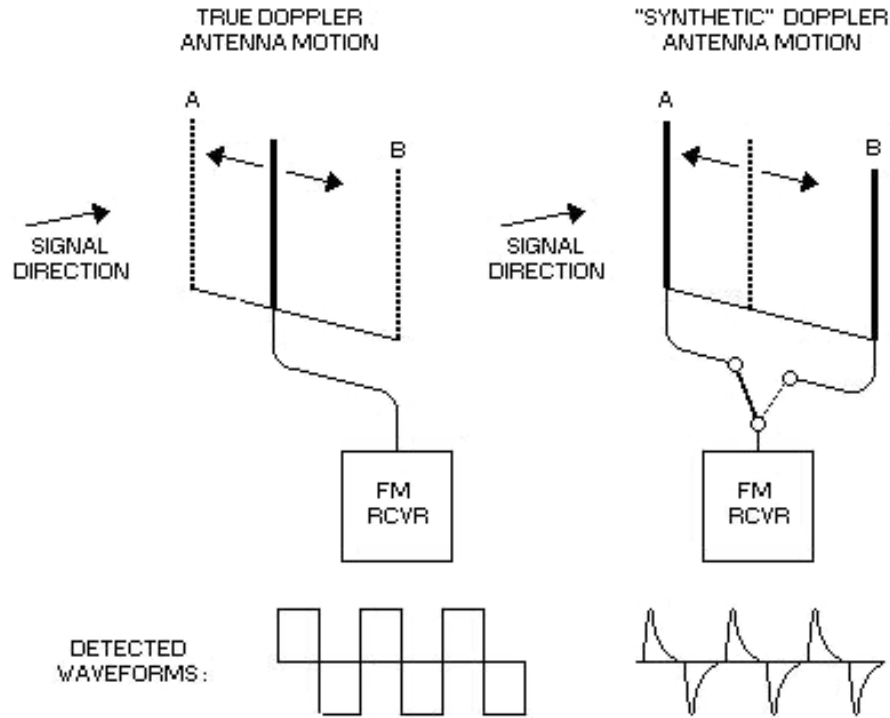 TRUE DOPPLER
ANTENNA MOTION
A
B
SIGNAL
DIRECTION
FM
RCVR
"SYNTHETIC" DOPPLER
ANTENNA MOTION
A
B
SIGNAL
DIRECTION
FM
RCVR
DETECTED
WAVEFORMS: